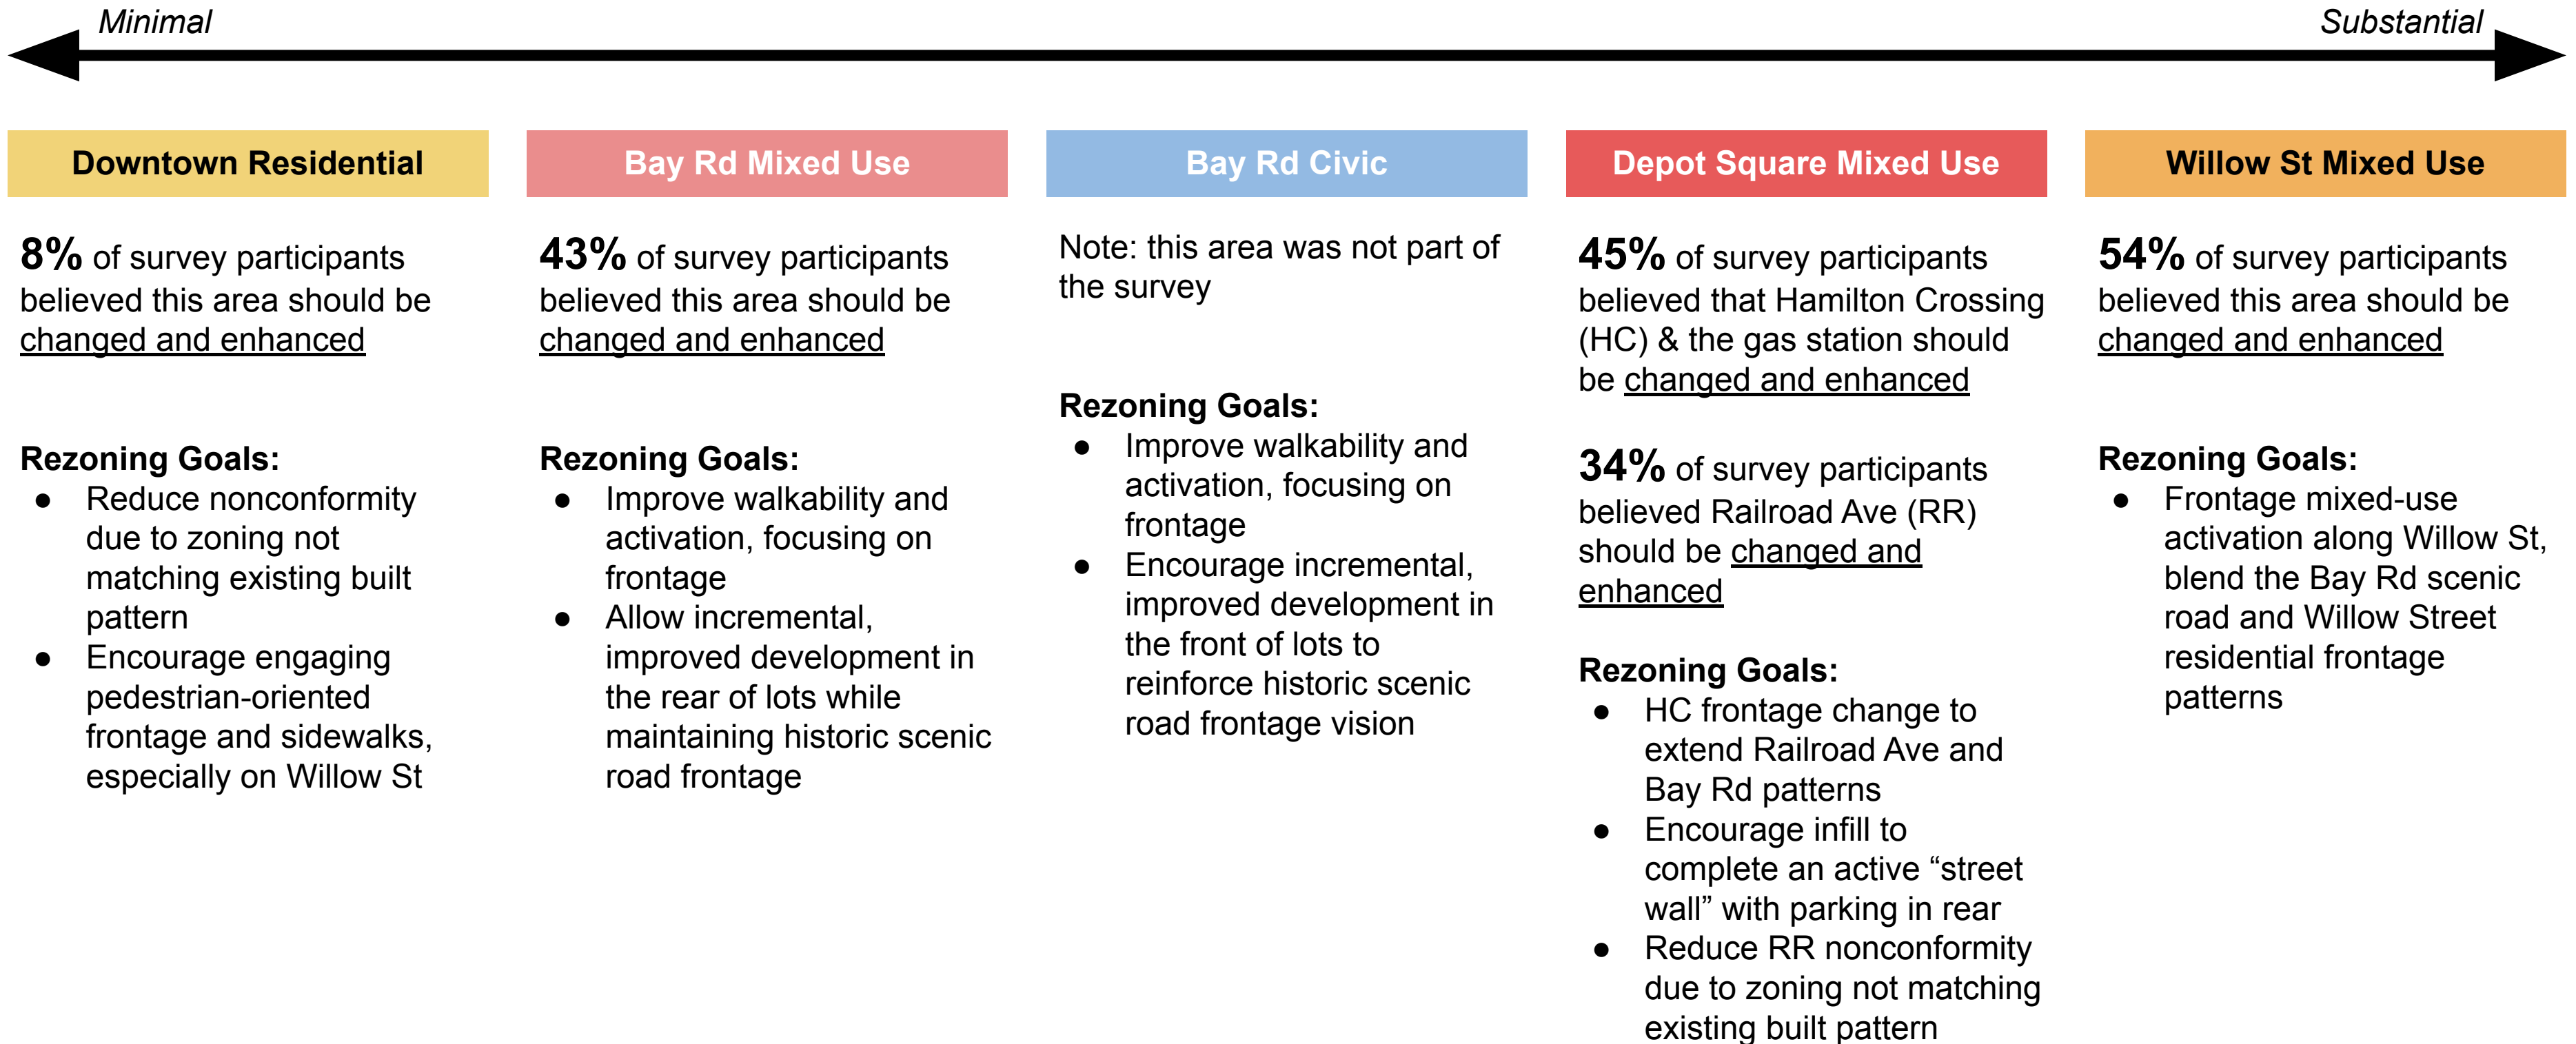 Minimal
Substantial
Downtown Residential
8% of survey participants
believed this area should be
changed and enhanced
Rezoning Goals:
● Reduce nonconformity
due to zoning not
matching existing built
pattern
● Encourage engaging
pedestrian-oriented
frontage and sidewalks,
especially on Willow St
Bay Rd Mixed Use
43% of survey participants
believed this area should be
changed and enhanced
Rezoning Goals:
● Improve walkability and
activation, focusing on
frontage
● Allow incremental,
improved development in
the rear of lots while
maintaining historic scenic
road frontage
Bay Rd Civic
Note: this area was not part of
the survey
Rezoning Goals:
● Improve walkability and
activation, focusing on
frontage
● Encourage incremental,
improved development in
the front of lots to
reinforce historic scenic
road frontage vision
Depot Square Mixed Use
45% of survey participants
believed that Hamilton Crossing
(HC) & the gas station should
be changed and enhanced
34% of survey participants
believed Railroad Ave (RR)
should be changed and
enhanced
Rezoning Goals:
● HC frontage change to
extend Railroad Ave and
Bay Rd patterns
● Encourage infill to
complete an active “street
wall” with parking in rear
● Reduce RR nonconformity
due to zoning not matching
existing built pattern
Willow St Mixed Use
54% of survey participants
believed this area should be
changed and enhanced
Rezoning Goals:
● Frontage mixed-use
activation along Willow St,
blend the Bay Rd scenic
road and Willow Street
residential frontage
patterns